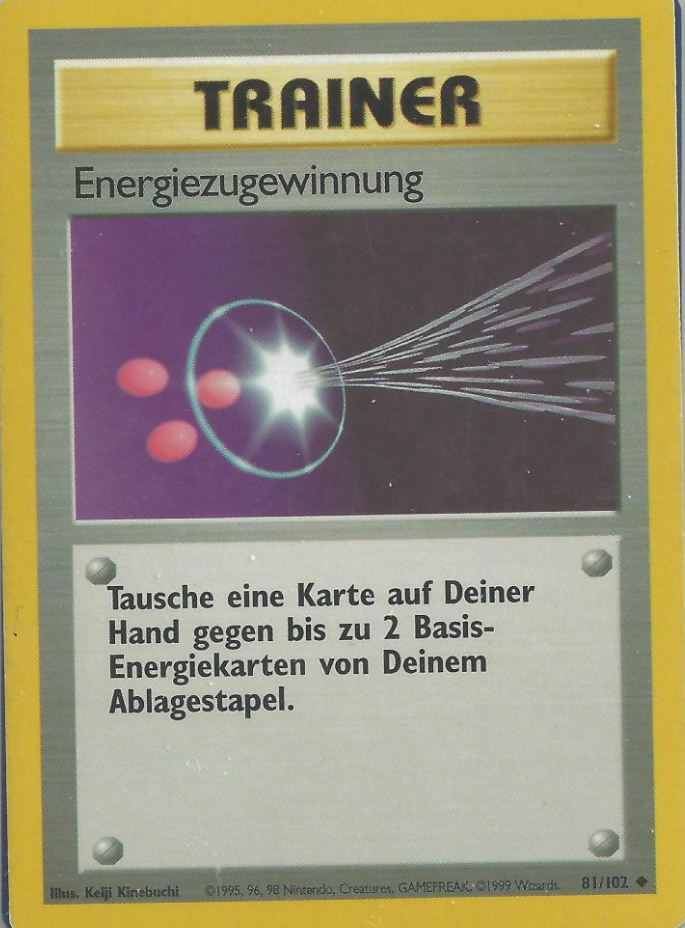 TRAINER
Energiezugewinnung
Tausche eine Karte auf Deiner
Hand gegen bis zu 2 Basis-
Energiekarten von Deinem
Ablagestapel.
Illus. Keiji Kinebuchi ©1995, 96, 98 Nintendo, Creatures, GAMEFREAK. ©1999 Wizards. 81/102 ◆